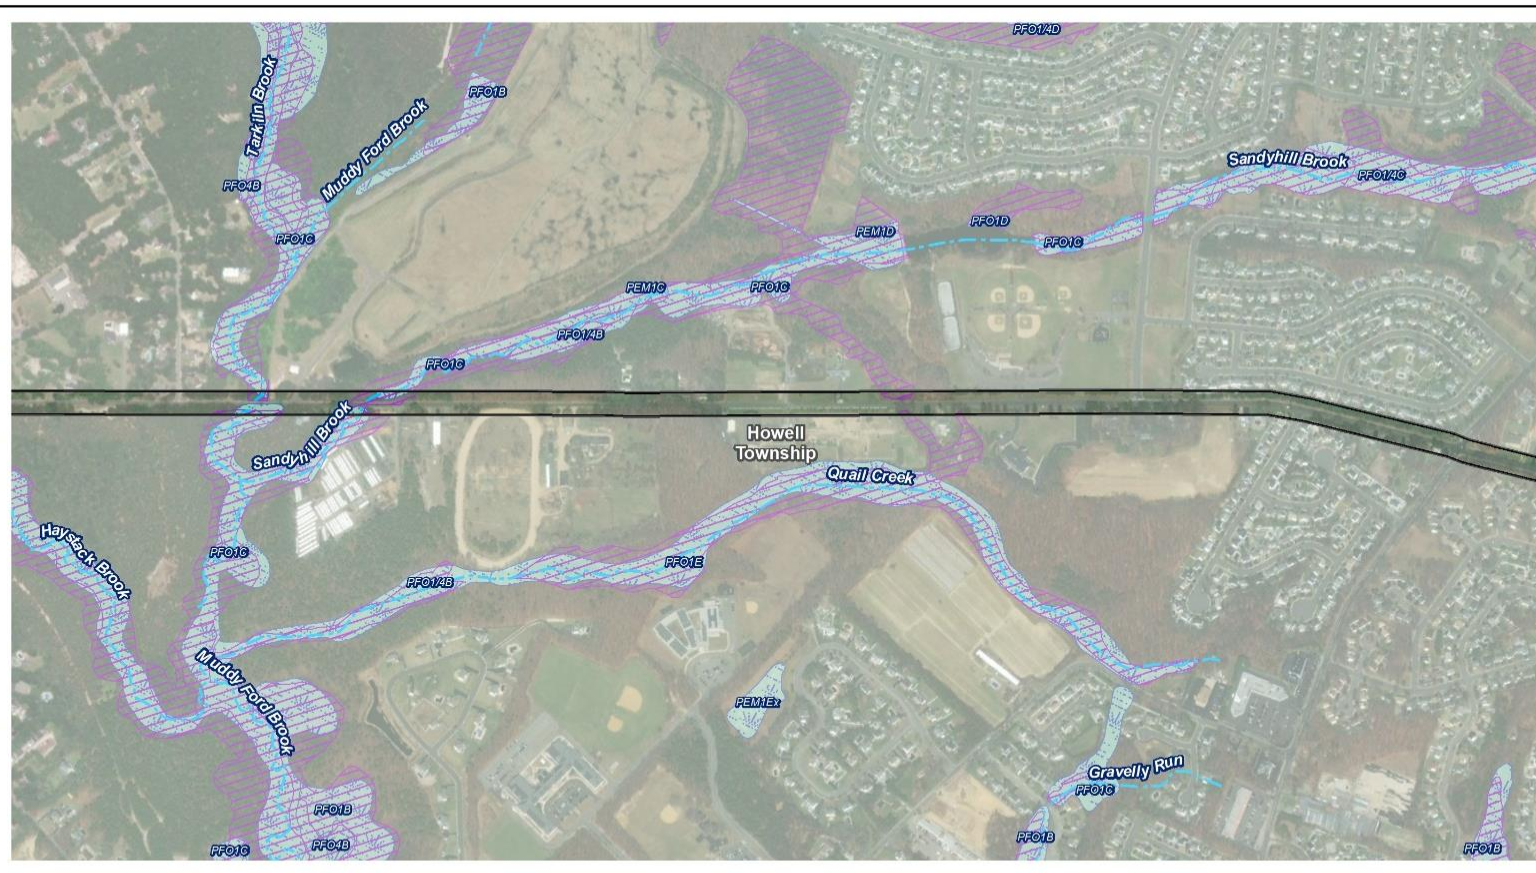 PFO1/4D
Tarkiln Brook
PFO1B
Muddy Ford Brook
Sandyhill Brook
PFO1/4C
PFO4B
PFO1D
PEM1D
PFO1C
PFO1C
PEM1C
PFO1C
PFO1/4B
PFO1C
Sandyhill Brook
Howell
Township
Quail Creek
Haystack Brook
PFO1C
PFO1E
PFO1/4B
Muddy Ford Brook
PEM1Ex
Gravelly Run
PFO1C
PFO1B
PFO1B
PFO4B
PFO1C
PFO1B